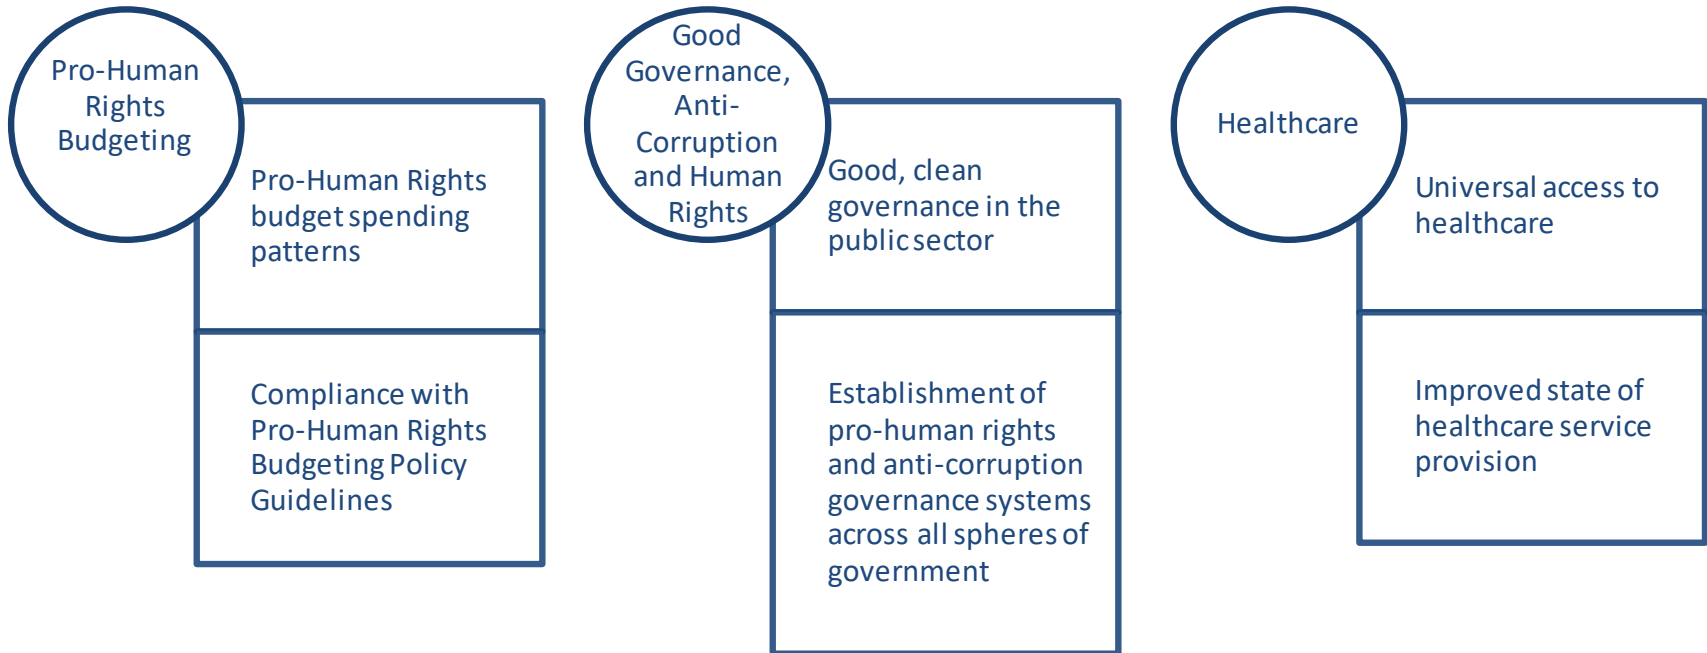 Pro-Human
Rights
Budgeting
Pro-Human Rights
budget spending
patterns
Compliance with
Pro-Human Rights
Budgeting Policy
Guidelines
Good
Governance,
Anti-
Corruption
and Human
Rights
Good, clean
governance in the
public sector
Establishment of
pro-human rights
and anti-corruption
governance systems
across all spheres of
government
Healthcare
Universal access to
healthcare
Improved state of
healthcare service
provision